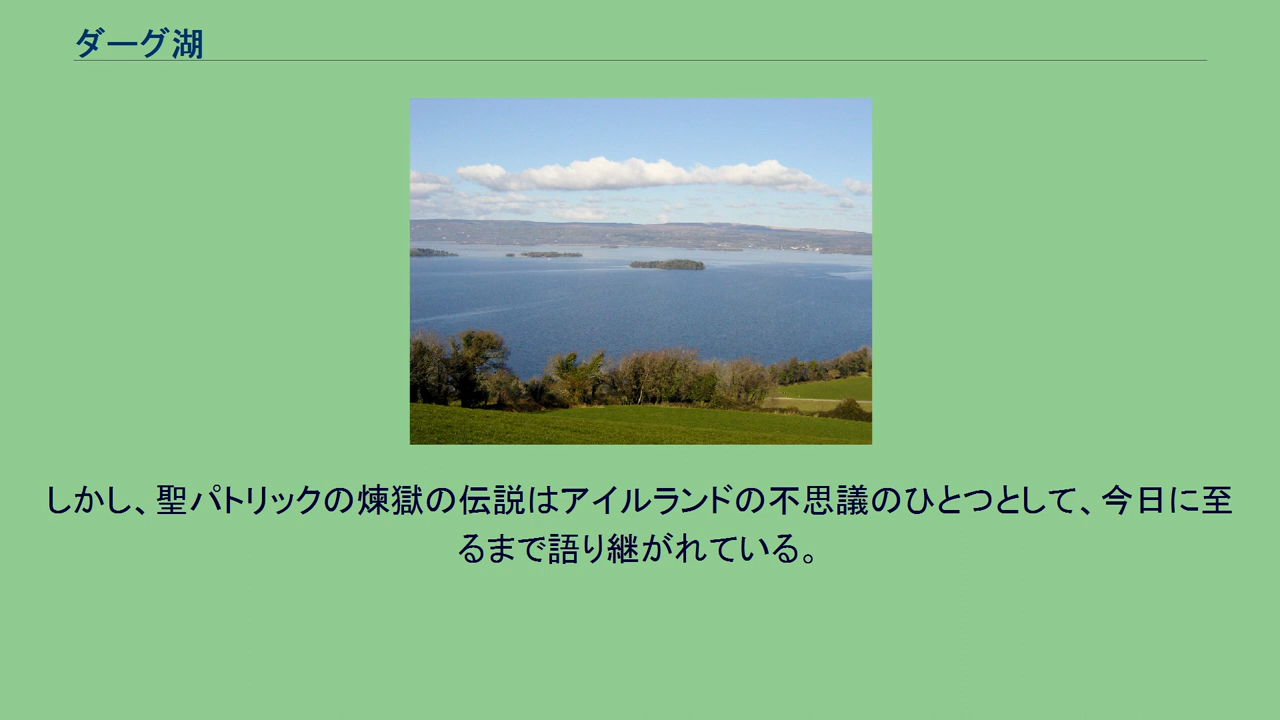 ダーグ湖
しかし、聖パトリックの煉獄の伝説はアイルランドの不思議のひとつとして、今日に至
るまで語り継がれている。